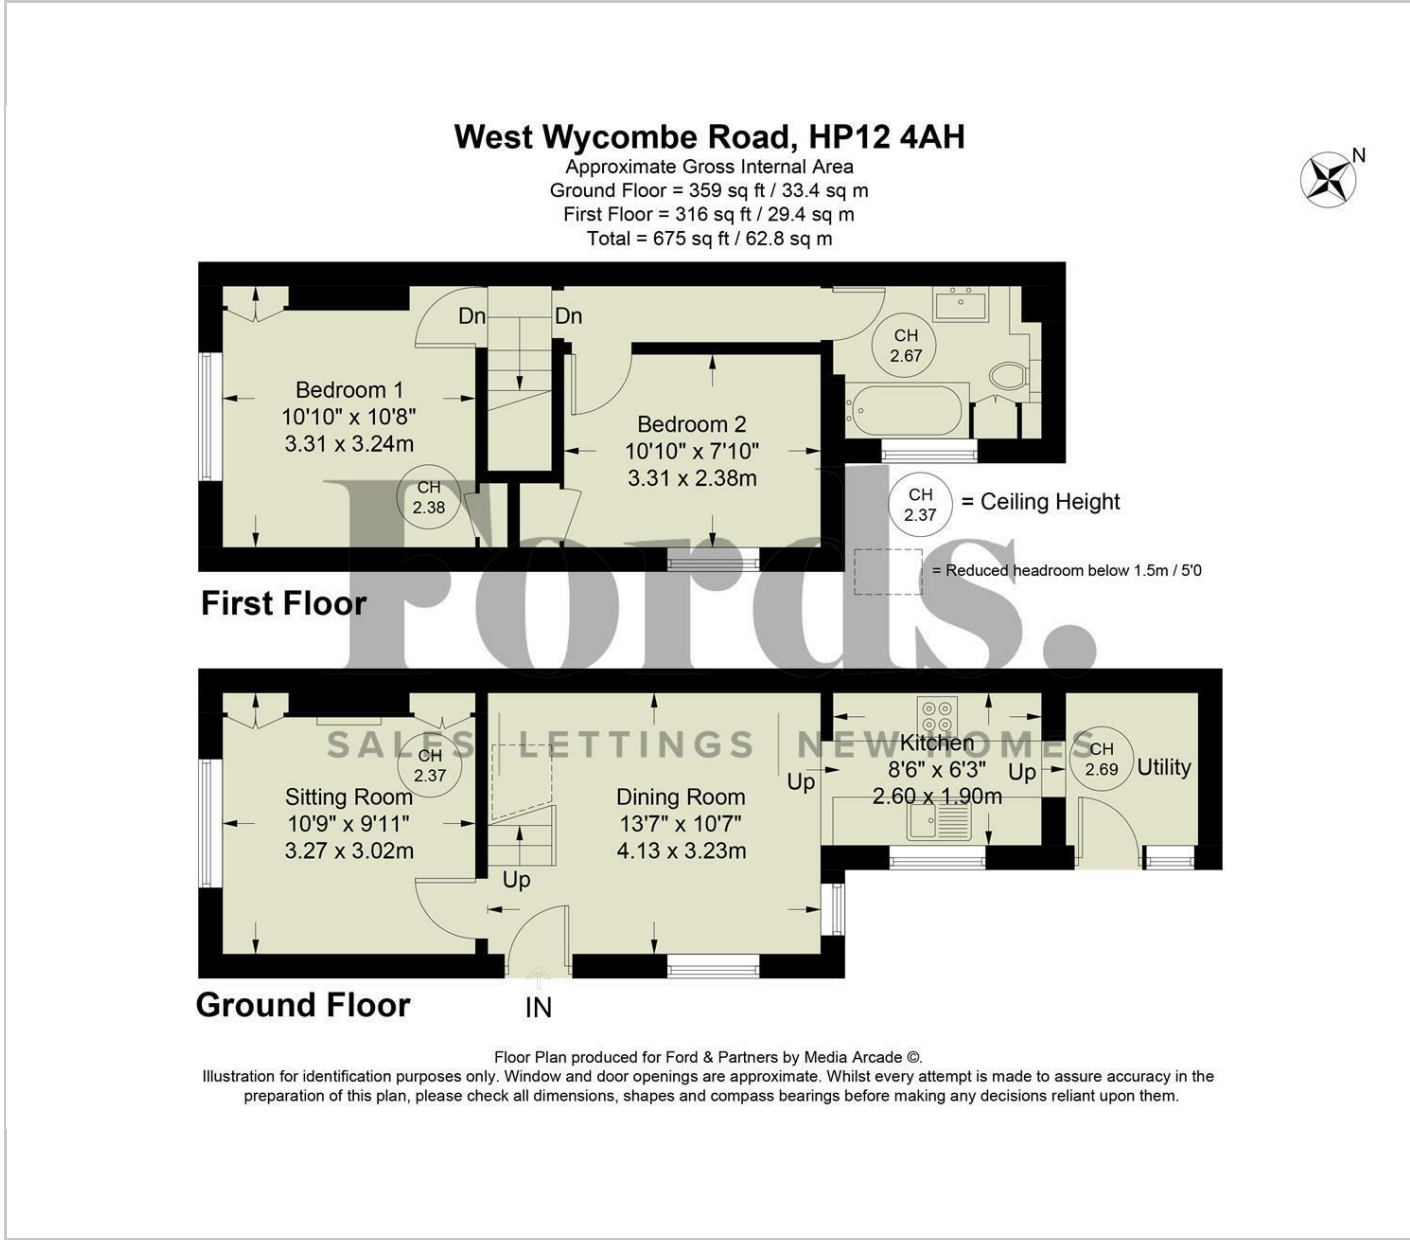 West Wycombe Road, HP12 4AH
Approximate Gross Internal Area
Ground Floor = 359 sq ft / 33.4 sq m
First Floor = 316 sq ft / 29.4 sq m
Total = 675 sq ft / 62.8 sq m
N
Dn
Dn
CH
2.67
Bedroom 1
10'10" x 10'8"
3.31 x 3.24m
Bedroom 2
10'10" x 7'10"
3.31 x 2.38m
CH
2.38
CH
2.37
= Ceiling Height
= Reduced headroom below 1.5m / 5'0
First Floor
Fords.
SALES LETTINGS NEW HOMES
CH
2.37
Sitting Room
10'9" x 9'11"
3.27 x 3.02m
Up
Dining Room
13'7" x 10'7"
4.13 x 3.23m
Up
Kitchen
8'6" x 6'3"
2.60 x 1.90m
Up
CH
2.69
Utility
Ground Floor
IN
Floor Plan produced for Ford & Partners by Media Arcade ©.
Illustration for identification purposes only. Window and door openings are approximate. Whilst every attempt is made to assure accuracy in the
preparation of this plan, please check all dimensions, shapes and compass bearings before making any decisions reliant upon them.